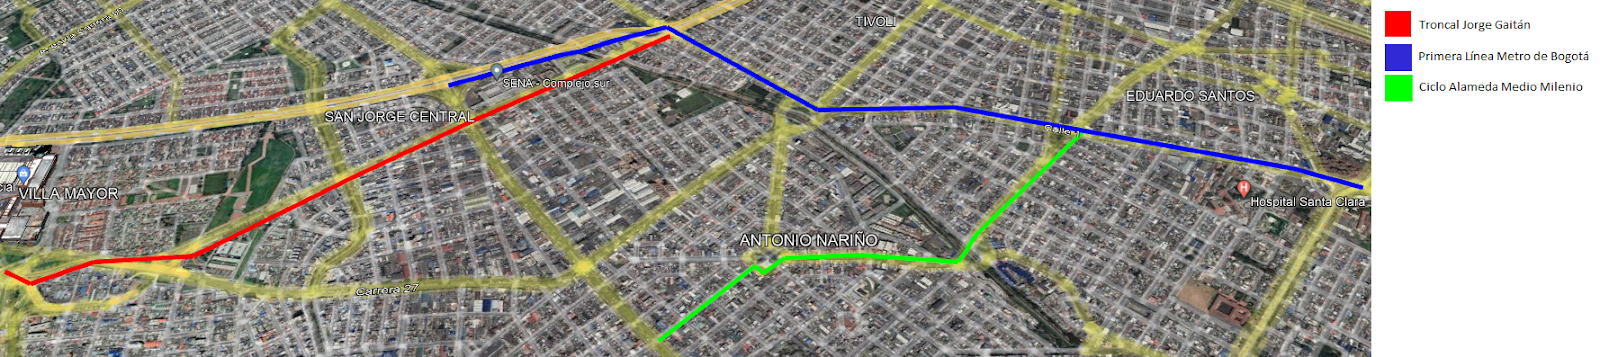 TIVOLI
SENA - Complejo sur
EDUARDO SANTOS
SAN JORGE CENTRAL
VILLA MAYOR
Hospital Santa Clara
ANTONIO NARIÑO
Carrera 27
Troncal Jorge Gaitán
Primera Línea Metro de Bogotá
Ciclo Alameda Medio Milenio